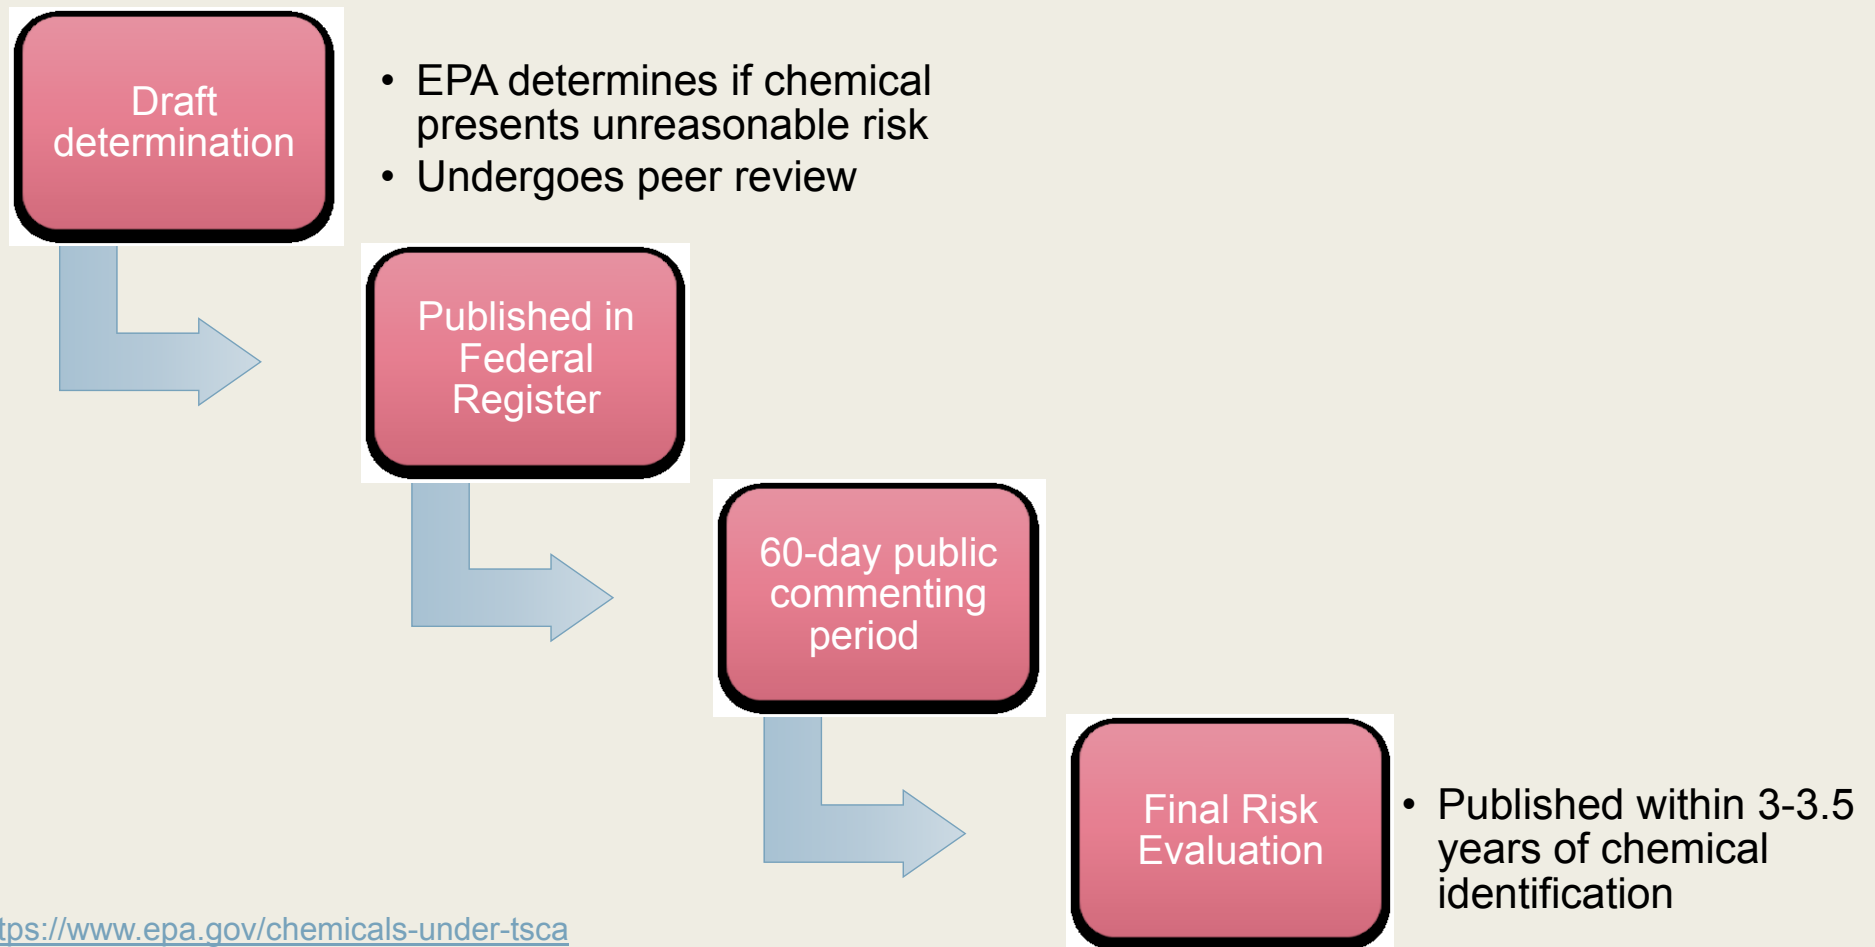 Draft
determination
• EPA determines if chemical
presents unreasonable risk
• Undergoes peer review
Published in
Federal
Register
60-day public
commenting
period
Final Risk
Evaluation
• Published within 3-3.5
years of chemical
identification
ttps://www.epa.gov/chemicals-under-tsca